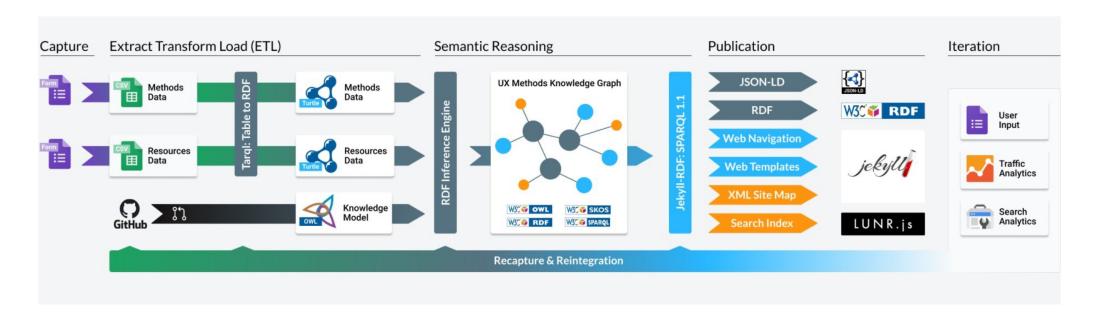 Capture
Extract Transform Load (ETL)
Semantic Reasoning
Publication
Iteration
Form
CSV
Methods
Data
Tarql: Table to RDF
Turtle
Methods
Data
Form
CSV
Resources
Data
Turtle
Resources
Data
GitHub
OWL
Knowledge
Model
RDF Inference Engine
UX Methods Knowledge Graph
W3C OWL
W3C SKOS
W3C RDF
W3C SPARQL
Jekyll-RDF: SPARQL 1.1
JSON-LD
JSON-LD
RDF
W3C RDF
Web Navigation
Web Templates
jekyll
XML Site Map
Search Index
LUNR.js
User
Input
Traffic
Analytics
Search
Analytics
Recapture & Reintegration